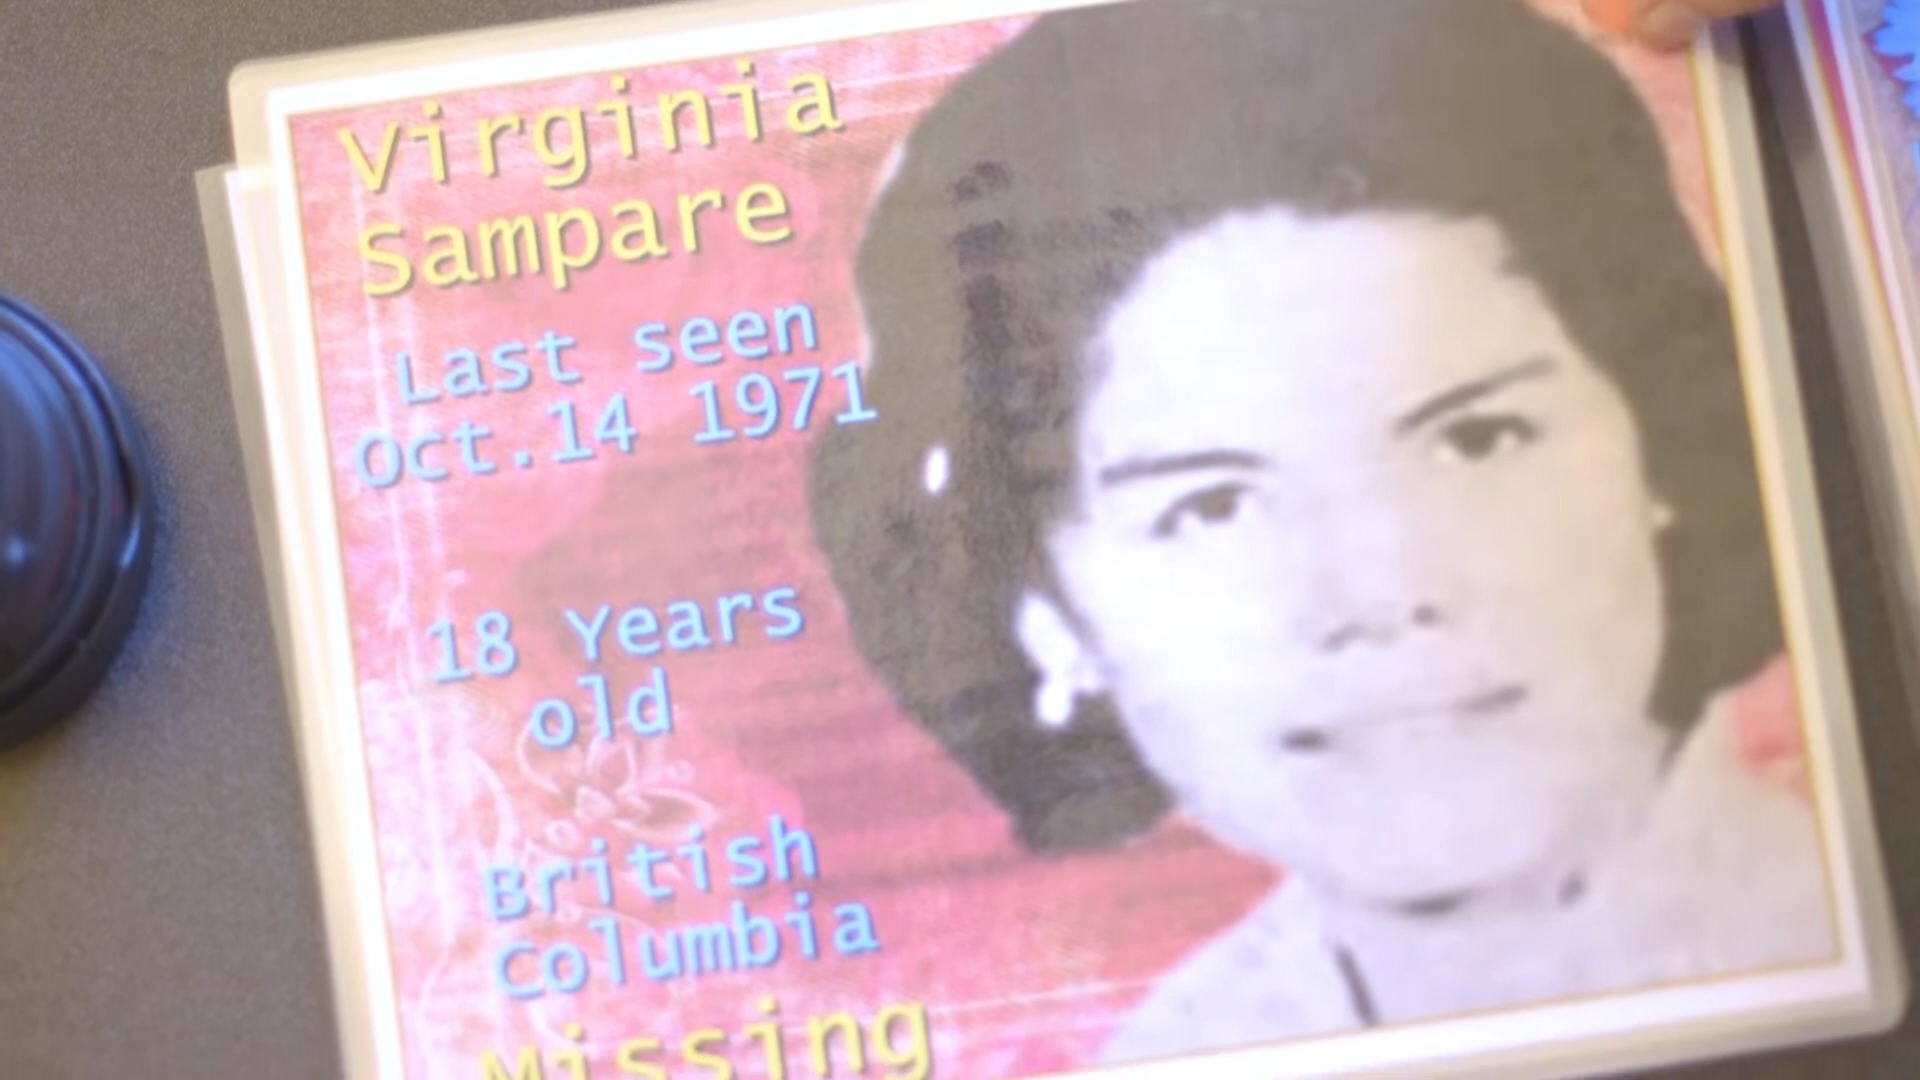 Virginia
Sampare
Last seen
Oct.14 1971
18 Years
old
British
Columbia
Missing